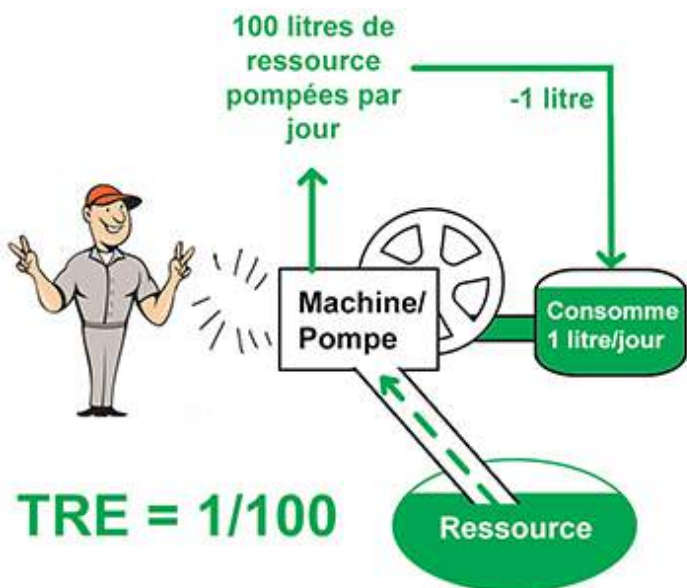 100 litres de
ressource
pompées par
jour
-1 litre
Machine/
Pompe
Consomme
1 litre/jour
TRE = 1/100
Ressource